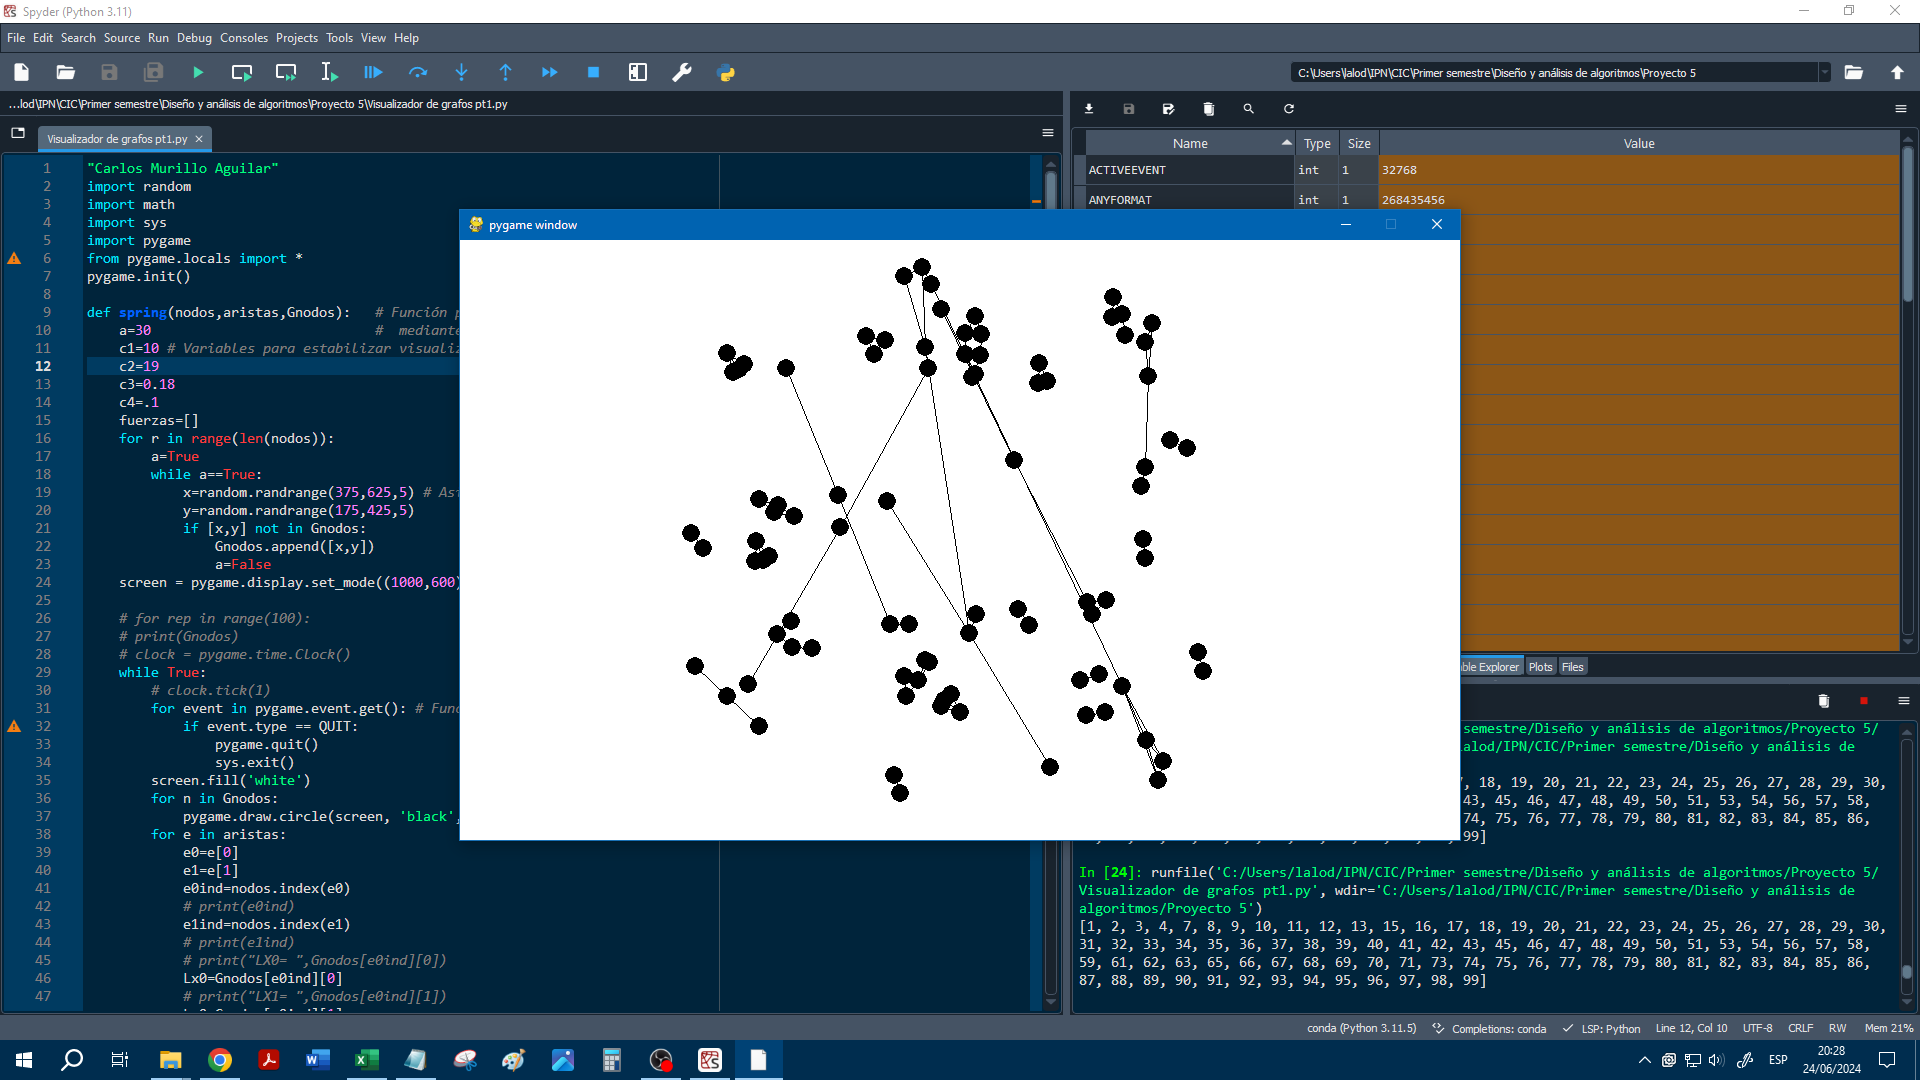 Spyder (Python 3.11)
File Edit Search Source Run Debug Consoles Projects Tools View Help
C:\Users\lalod\IPN\CIC\Primer semestre\Diseño y análisis de algoritmos\Proyecto 5
...lod\IPN\CIC\Primer semestre\Diseño y análisis de algoritmos\Proyecto 5\Visualizador de grafos pt1.py
Visualizador de grafos pt1.py
1 "Carlos Murillo Aguilar"
2 import random
3 import math
4 import sys
5 import pygame
6 from pygame.locals import *
7 pygame.init()
8
9 def spring(nodos,aristas,Gnodos): # Función
10 a=30 # mediante
11 c1=10 # Variables para estabilizar
12 c2=19
13 c3=0.18
14 c4=.1
15 fuerzas=[]
16 for r in range(len(nodos)):
17 a=True
18 while a==True:
19 x=random.randrange(375,625,5) #
20 y=random.randrange(175,425,5)
21 if [x,y] not in Gnodos:
22 Gnodos.append([x,y])
23 a=False
24 screen = pygame.display.set_mode((1000,600)
25
26 # for rep in range(100):
27 # print(Gnodos)
28 # clock = pygame.time.Clock()
29 while True:
30 # clock.tick(1)
31 for event in pygame.event.get(): #
32 if event.type == QUIT:
33 pygame.quit()
34 sys.exit()
35 screen.fill('white')
36 for n in Gnodos:
37 pygame.draw.circle(screen, 'black',
38 for e in aristas:
39 e0=e[0]
40 e1=e[1]
41 e0ind=nodos.index(e0)
42 # print(e0ind)
43 e1ind=nodos.index(e1)
44 # print(e1ind)
45 # print("LX0= ",Gnodos[e0ind][0])
46 Lx0=Gnodos[e0ind][0]
47 # print("LX1= ",Gnodos[e0ind][1])
pygame window
Name Type Size Value
ACTIVEEVENT int 1 32768
ANYFORMAT int 1 268435456
ble Explorer Plots Files
semestre/Diseño y análisis de algoritmos/Proyecto 5/
lalod/IPN/CIC/Primer semestre/Diseño y análisis de
7, 18, 19, 20, 21, 22, 23, 24, 25, 26, 27, 28, 29, 30,
43, 45, 46, 47, 48, 49, 50, 51, 53, 54, 56, 57, 58,
74, 75, 76, 77, 78, 79, 80, 81, 82, 83, 84, 85, 86,
99]
In [24]: runfile('C:/Users/lalod/IPN/CIC/Primer semestre/Diseño y análisis de algoritmos/Proyecto 5/
Visualizador de grafos pt1.py', wdir='C:/Users/lalod/IPN/CIC/Primer semestre/Diseño y análisis de
algoritmos/Proyecto 5')
[1, 2, 3, 4, 7, 8, 9, 10, 11, 12, 13, 15, 16, 17, 18, 19, 20, 21, 22, 23, 24, 25, 26, 27, 28, 29, 30,
31, 32, 33, 34, 35, 36, 37, 38, 39, 40, 41, 42, 43, 45, 46, 47, 48, 49, 50, 51, 53, 54, 56, 57, 58,
59, 61, 62, 63, 65, 66, 67, 68, 69, 70, 71, 73, 74, 75, 76, 77, 78, 79, 80, 81, 82, 83, 84, 85, 86,
87, 88, 89, 90, 91, 92, 93, 94, 95, 96, 97, 98, 99]
conda (Python 3.11.5) Completions: conda LSP: Python Line 12, Col 10 UTF-8 CRLF RW Mem 21%
ESP
20:28
24/06/2024